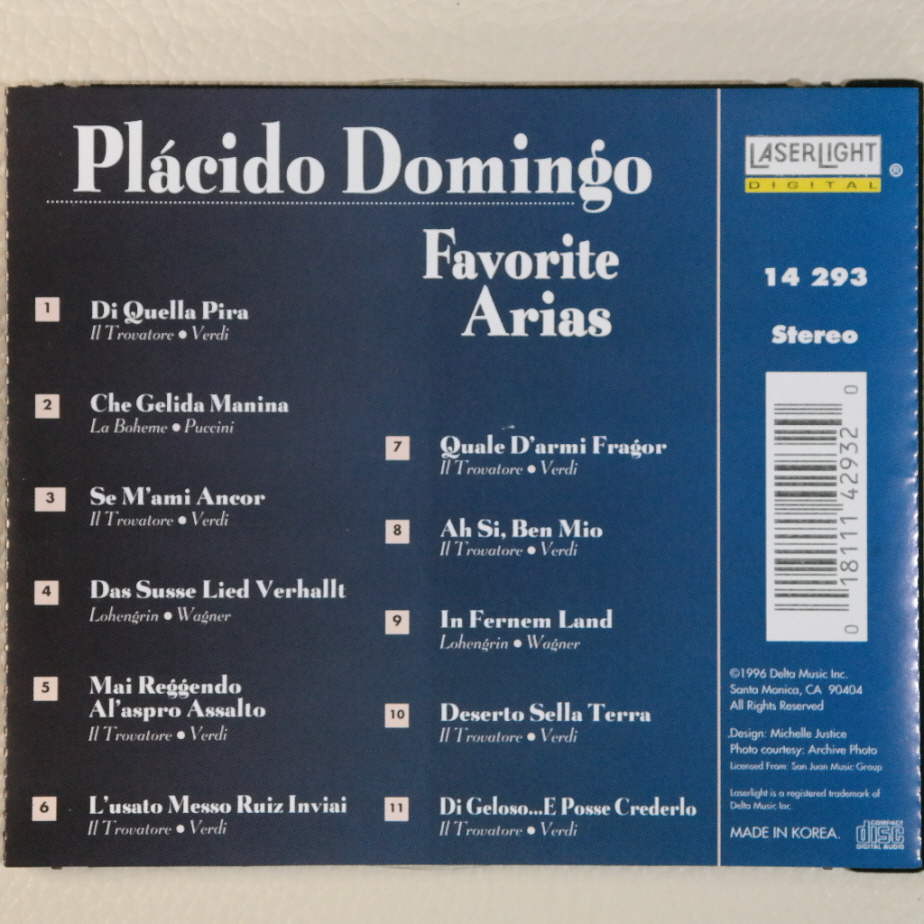 Plácido Domingo
Favorite
Arias
1 Di Quella Pira
Il Trovatore • Verdi
2 Che Gelida Manina
La Boheme • Puccini
3 Se M'ami Ancor
Il Trovatore • Verdi
4 Das Susse Lied Verhallt
Lohengrin • Wagner
5 Mai Reggendo
Al'aspro Assalto
Il Trovatore • Verdi
6 L'usato Messo Ruiz Inviai
Il Trovatore • Verdi
7 Quale D'armi Fragor
Il Trovatore • Verdi
8 Ah Si, Ben Mio
Il Trovatore • Verdi
9 In Fernem Land
Lohengrin • Wagner
10 Deserto Sella Terra
Il Trovatore • Verdi
11 Di Geloso...E Posse Crederlo
Il Trovatore • Verdi
LASERLIGHT ®
DIGITAL
14 293
Stereo
0 18111 42932 0
©1996 Delta Music Inc.
Santa Monica, CA 90404
All Rights Reserved
Design: Michelle Justice
Photo courtesy: Archive Photo
Licensed From: San Juan Music Group
Laserlight is a registered trademark of
Delta Music Inc.
MADE IN KOREA.
COMPACT
disc
DIGITAL AUDIO